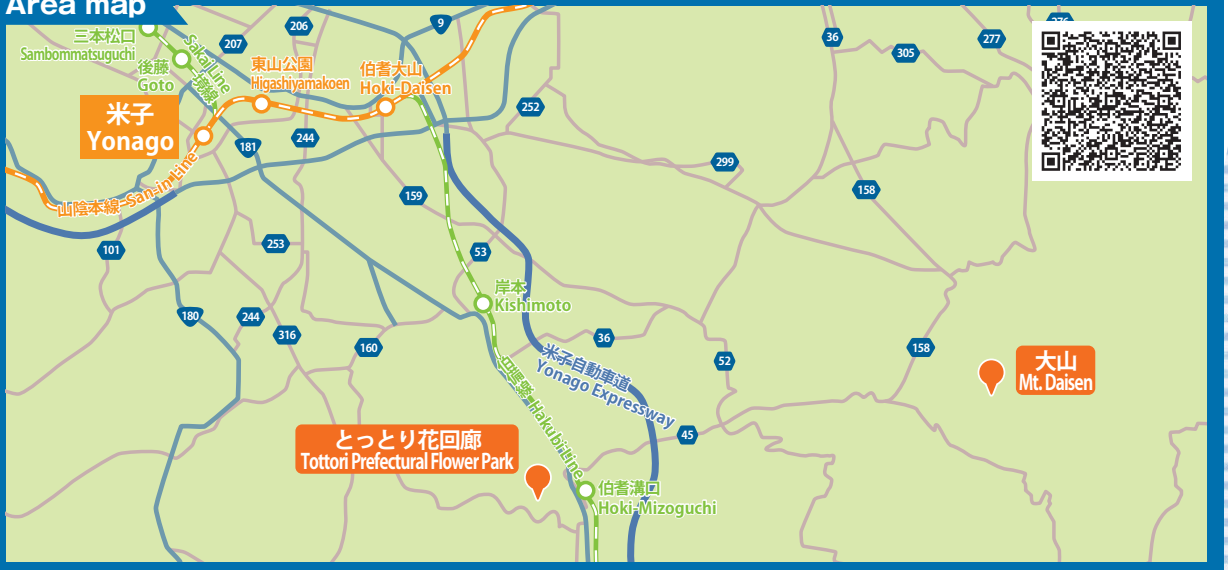 Area map
三本松口
Sambommatsuguchi
後藤
Goto
Sakai Line
境線
207
206
9
東山公園
Higashiyamakoen
伯耆大山
Hoki-Daisen
米子
Yonago
181
244
252
36
305
277
276
299
158
159
山陰本線 San-in Line
101
253
53
岸本
Kishimoto
180
244
316
160
36
52
158
米子自動車道
Yonago Expressway
大山
Mt. Daisen
伯備線 Hakubi Line
45
とっとり花回廊
Tottori Prefectural Flower Park
伯耆溝口
Hoki-Mizoguchi